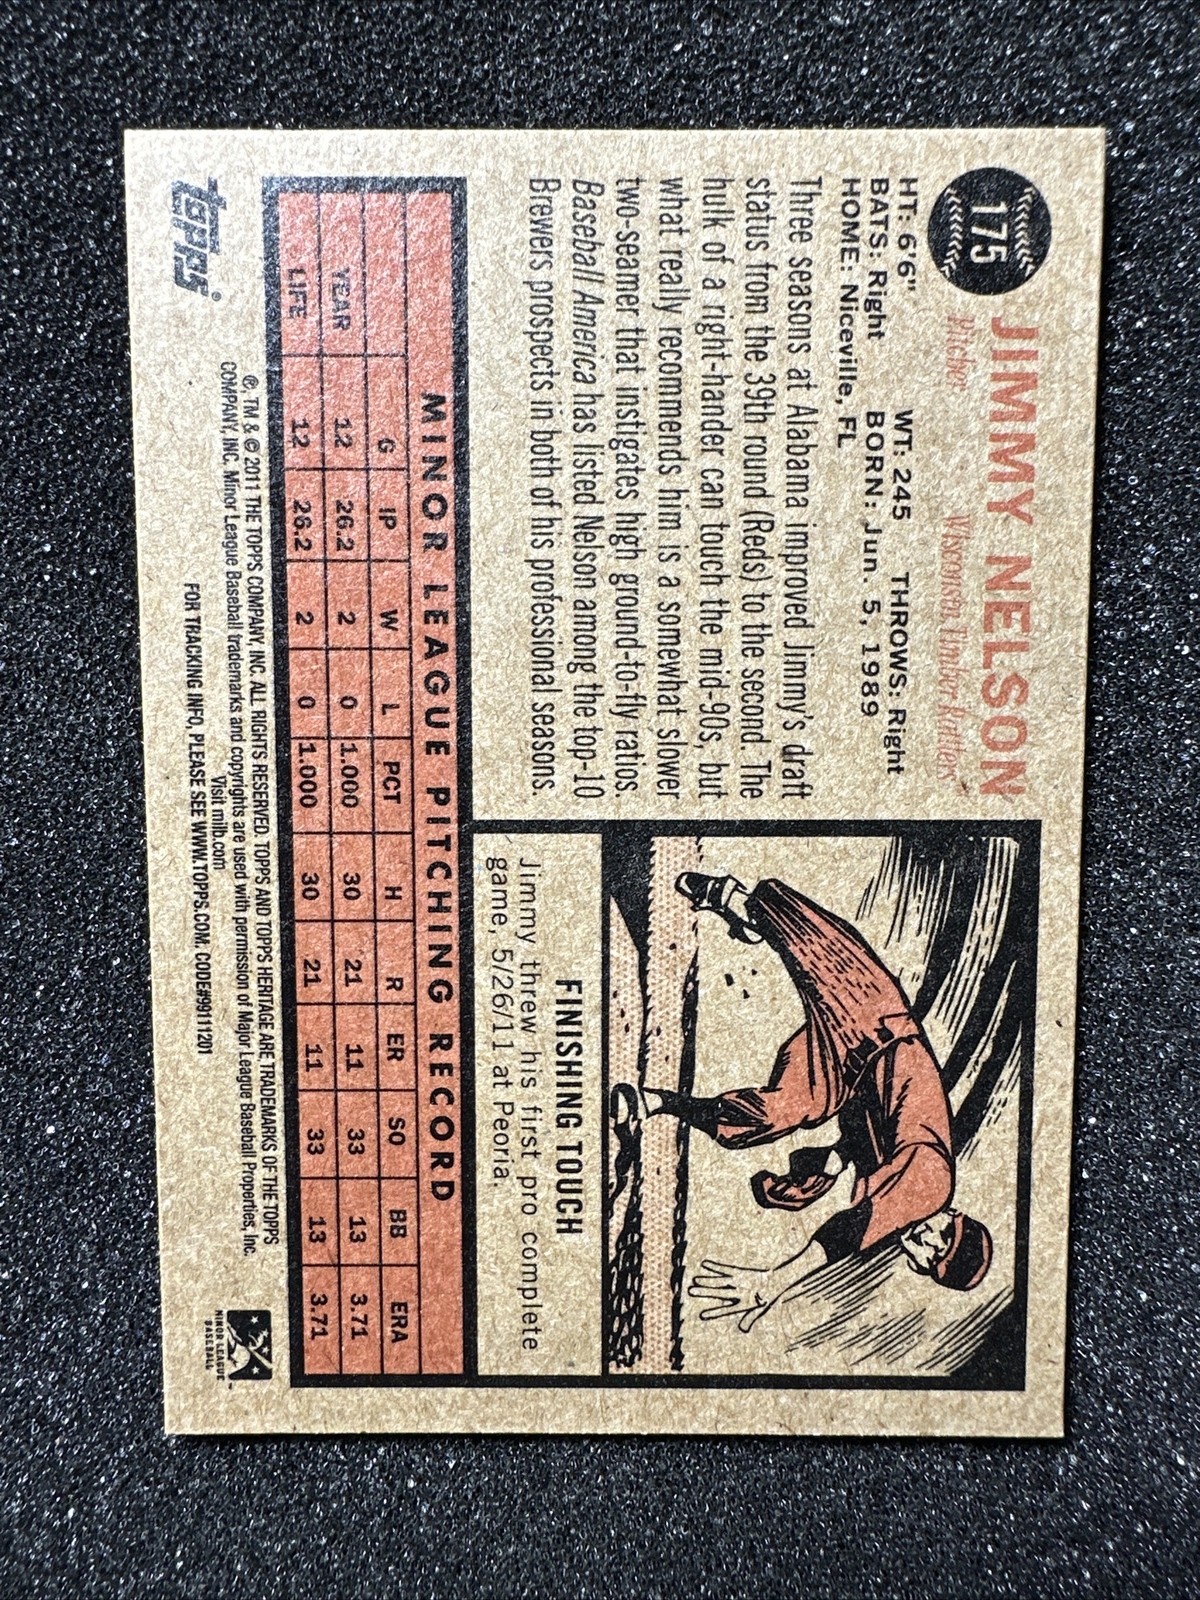 175
JIMMY NELSON
Pitcher Wisconsin Timber Rattlers
HT: 6'6" WT: 245 THROWS: Right
BATS: Right BORN: Jun. 5, 1989
HOME: Niceville, FL
Three seasons at Alabama improved Jimmy's draft
status from the 39th round (Reds) to the second. The
hulk of a right-hander can touch the mid-90s, but
what really recommends him is a somewhat slower
two-seamer that instigates high ground-to-fly ratios.
Baseball America has listed Nelson among the top-10
Brewers prospects in both of his professional seasons.
FINISHING TOUCH
Jimmy threw his first pro complete
game, 5/26/11 at Peoria.
MINOR LEAGUE PITCHING RECORD
G IP W L PCT H R ER SO BB ERA
YEAR 12 26.2 2 0 1.000 30 21 11 33 13 3.71
LIFE 12 26.2 2 0 1.000 30 21 11 33 13 3.71
topps®
®, TM & © 2011 THE TOPPS COMPANY, INC. ALL RIGHTS RESERVED. TOPPS AND TOPPS HERITAGE ARE TRADEMARKS OF THE TOPPS
COMPANY, INC. Minor League Baseball trademarks and copyrights are used with permission of Major League Baseball Properties, Inc.
Visit milb.com
FOR TRACKING INFO, PLEASE SEE WWW.TOPPS.COM. CODE#99111201
MINOR LEAGUE
BASEBALL™